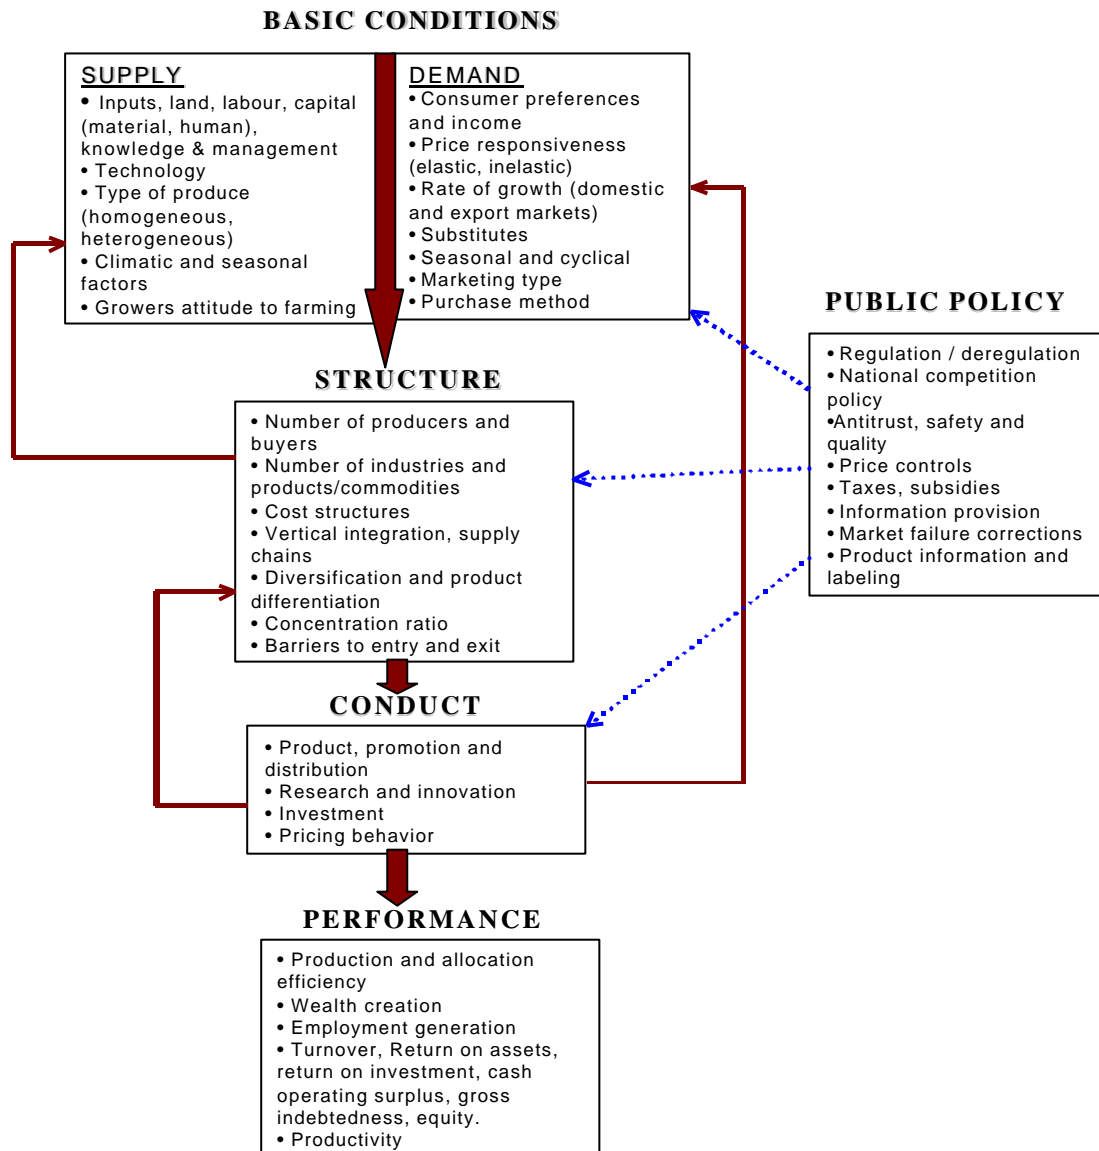 BASIC CONDITIONS
SUPPLY
• Inputs, land, labour, capital
(material, human),
knowledge & management
• Technology
• Type of produce
(homogeneous,
heterogeneous)
• Climatic and seasonal
factors
• Growers attitude to farming
DEMAND
• Consumer preferences
and income
• Price responsiveness
(elastic, inelastic)
• Rate of growth (domestic
and export markets)
• Substitutes
• Seasonal and cyclical
• Marketing type
• Purchase method
PUBLIC POLICY
• Regulation / deregulation
• National competition
policy
•Antitrust, safety and
quality
• Price controls
• Taxes, subsidies
• Information provision
• Market failure corrections
• Product information and
labeling
STRUCTURE
• Number of producers and
buyers
• Number of industries and
products/commodities
• Cost structures
• Vertical integration, supply
chains
• Diversification and product
differentiation
• Concentration ratio
• Barriers to entry and exit
CONDUCT
• Product, promotion and
distribution
• Research and innovation
• Investment
• Pricing behavior
PERFORMANCE
• Production and allocation
efficiency
• Wealth creation
• Employment generation
• Turnover, Return on assets,
return on investment, cash
operating surplus, gross
indebtedness, equity.
• Productivity